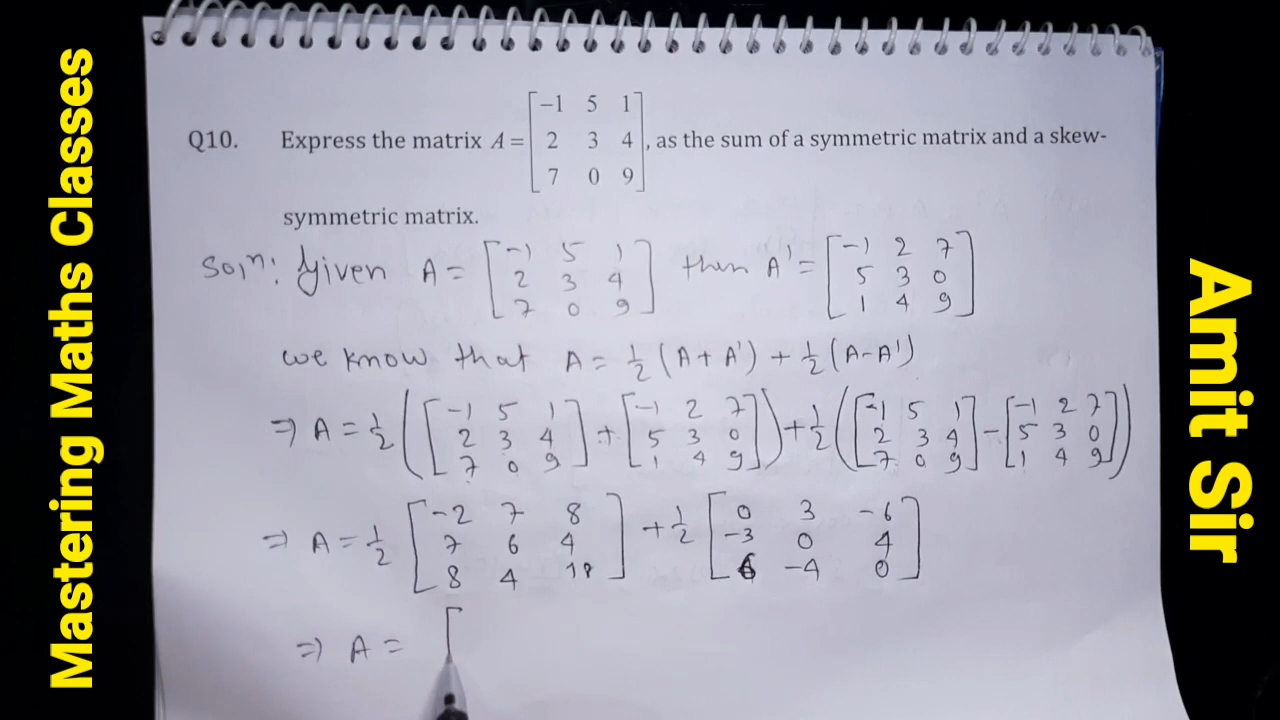 Mastering Maths Classes
Q10. Express the matrix A = [−1 5 1; 2 3 4; 7 0 9], as the sum of a symmetric matrix and a skew-
symmetric matrix.
Solⁿ: Given A = [-1 5 1; 2 3 4; 7 0 9] then A' = [-1 2 7; 5 3 0; 1 4 9]
we know that A = 1/2 (A + A') + 1/2 (A - A')
⇒ A = 1/2 ([-1 5 1; 2 3 4; 7 0 9] + [-1 2 7; 5 3 0; 1 4 9]) + 1/2 ([-1 5 1; 2 3 4; 7 0 9] - [-1 2 7; 5 3 0; 1 4 9])
⇒ A = 1/2 [-2 7 8; 7 6 4; 8 4 18] + 1/2 [0 3 -6; -3 0 4; 6 -4 0]
⇒ A = [
Amit Sir